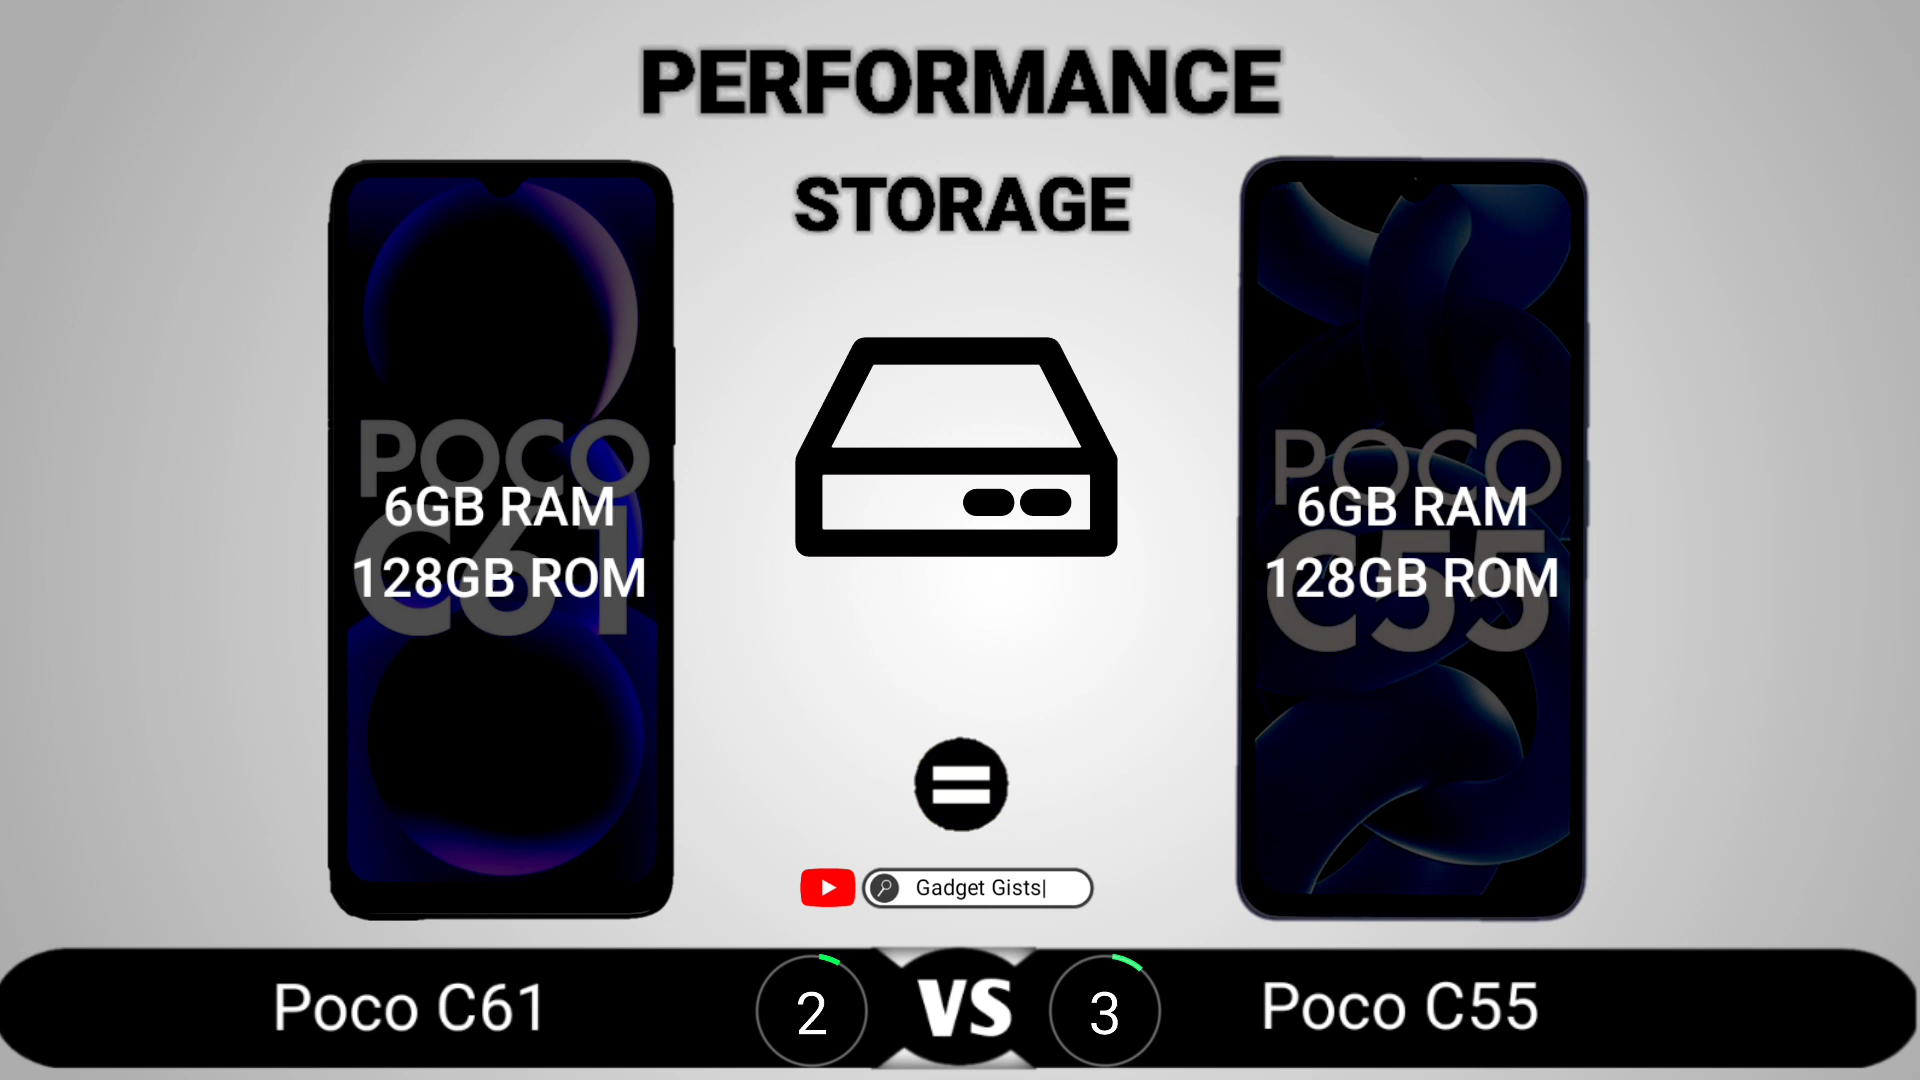 PERFORMANCE
STORAGE
POCO
C61
6GB RAM
128GB ROM
POCO
C55
6GB RAM
128GB ROM
Gadget Gists|
Poco C61
2
VS
3
Poco C55